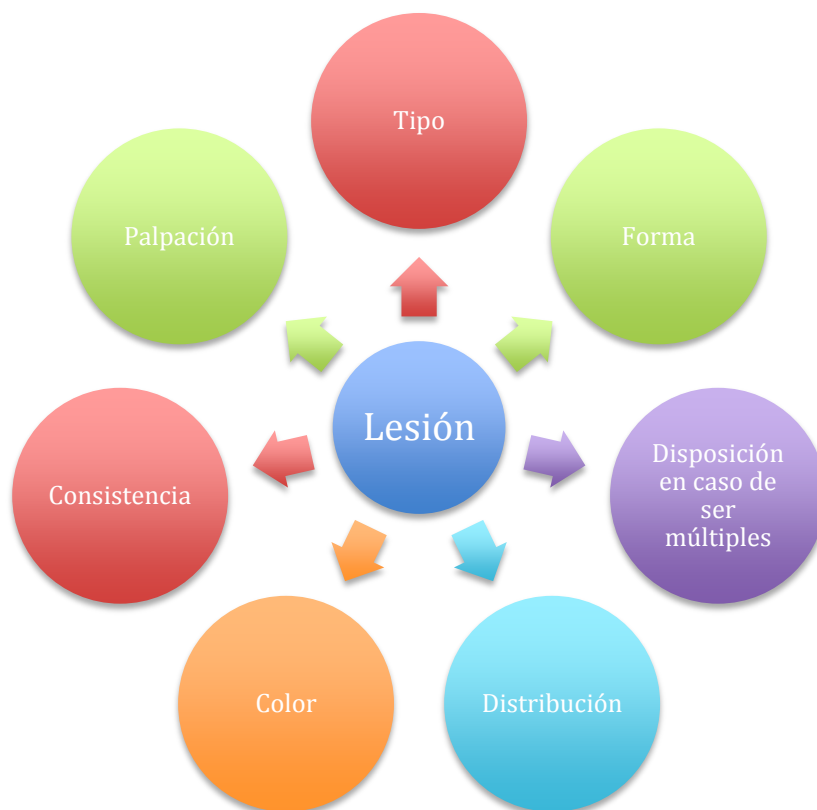 Tipo
Forma
Disposición
en caso de
ser
múltiples
Distribución
Color
Consistencia
Palpación
Lesión